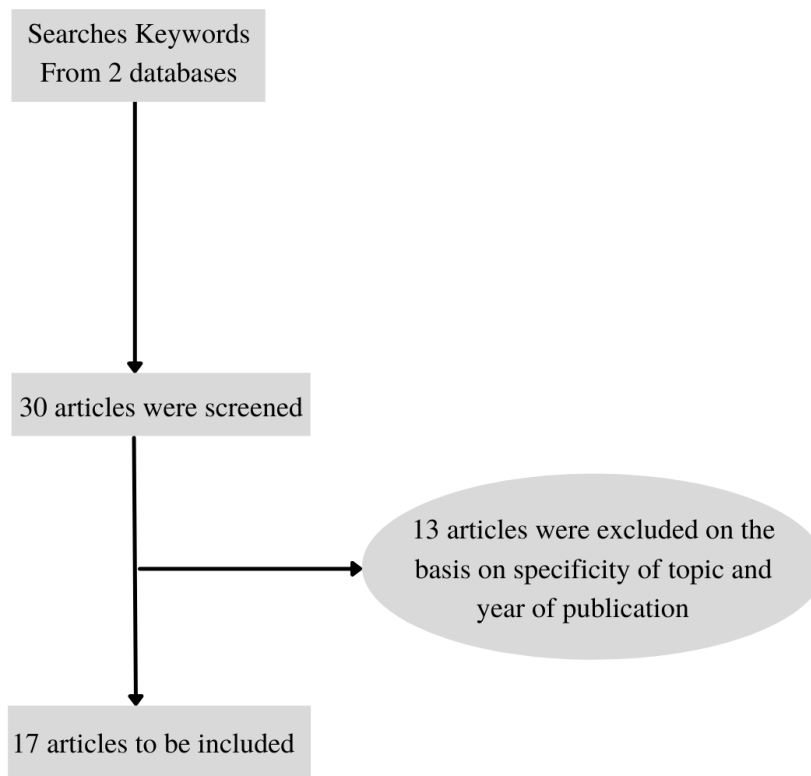 Searches Keywords
From 2 databases
30 articles were screened
13 articles were excluded on the
basis on specificity of topic and
year of publication
17 articles to be included